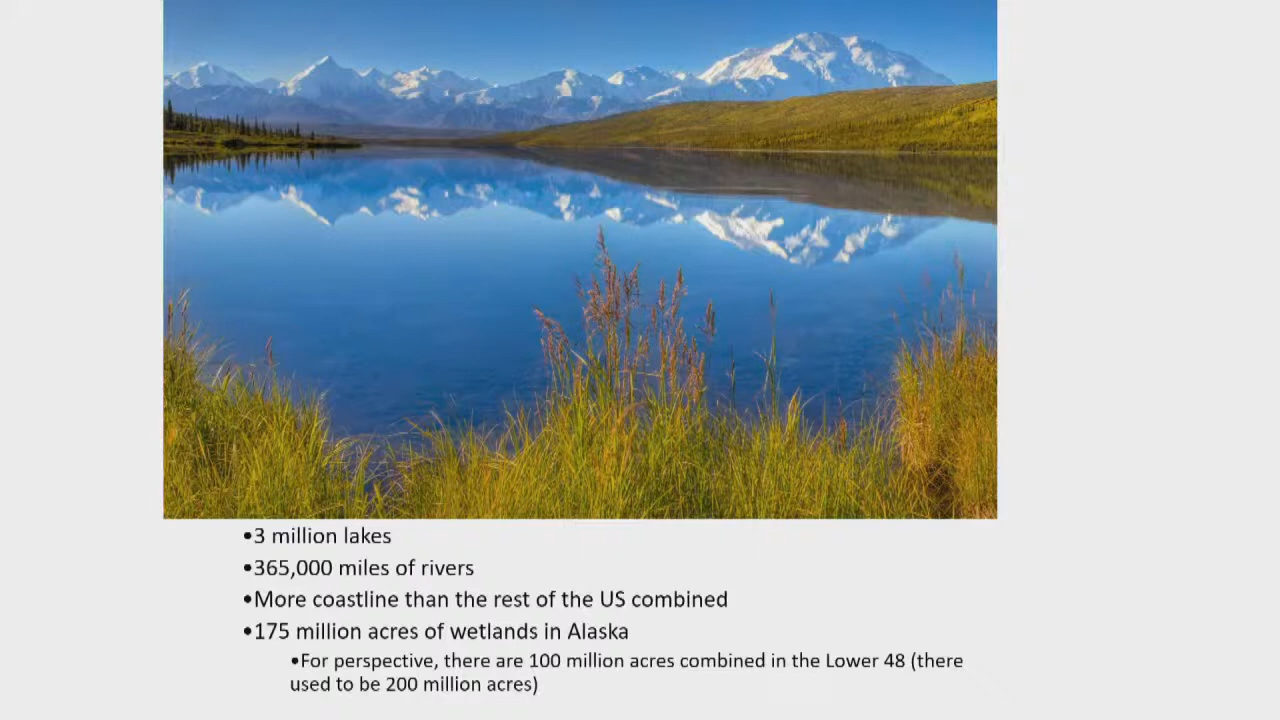 •3 million lakes
•365,000 miles of rivers
•More coastline than the rest of the US combined
•175 million acres of wetlands in Alaska
•For perspective, there are 100 million acres combined in the Lower 48 (there
used to be 200 million acres)